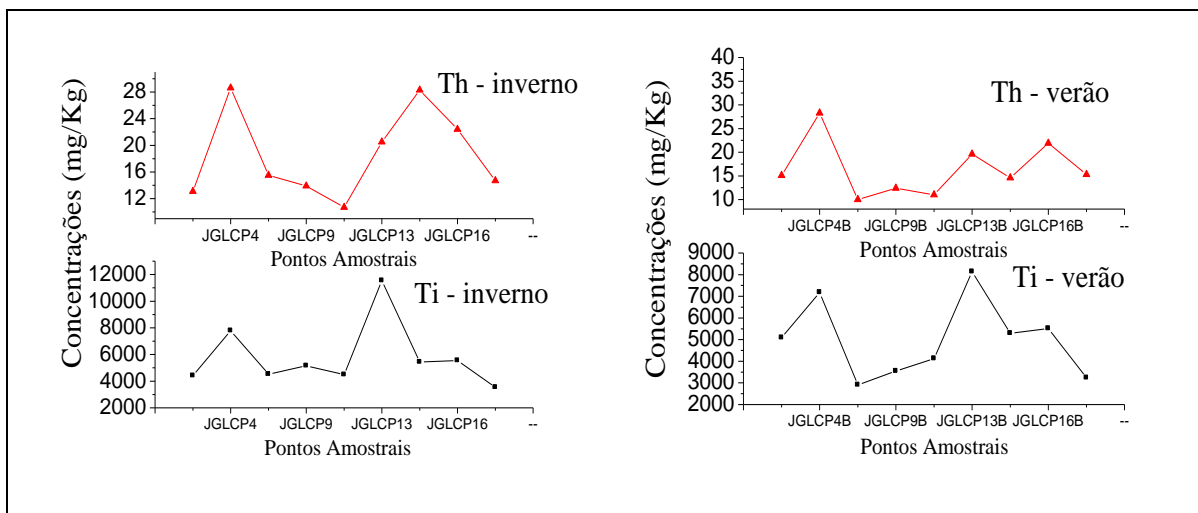 Concentrações (mg/Kg)
Th - inverno
28
24
20
16
12
JGLCP4 JGLCP9 JGLCP13 JGLCP16 --
Pontos Amostrais
Ti - inverno
12000
10000
8000
6000
4000
2000
JGLCP4 JGLCP9 JGLCP13 JGLCP16 --
Pontos Amostrais
Concentrações (mg/Kg)
Th - verão
40
35
30
25
20
15
10
JGLCP4B JGLCP9B JGLCP13B JGLCP16B --
Pontos Amostrais
Ti - verão
9000
8000
7000
6000
5000
4000
3000
2000
JGLCP4B JGLCP9B JGLCP13B JGLCP16B --
Pontos Amostrais